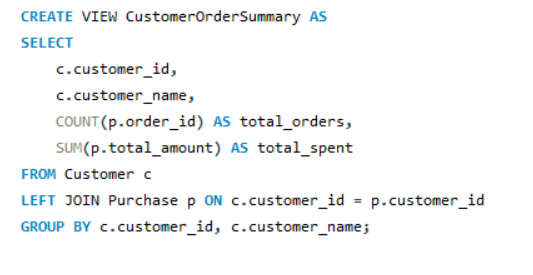 CREATE VIEW CustomerOrderSummary AS
SELECT
    c.customer_id,
    c.customer_name,
    COUNT(p.order_id) AS total_orders,
    SUM(p.total_amount) AS total_spent
FROM Customer c
LEFT JOIN Purchase p ON c.customer_id = p.customer_id
GROUP BY c.customer_id, c.customer_name;